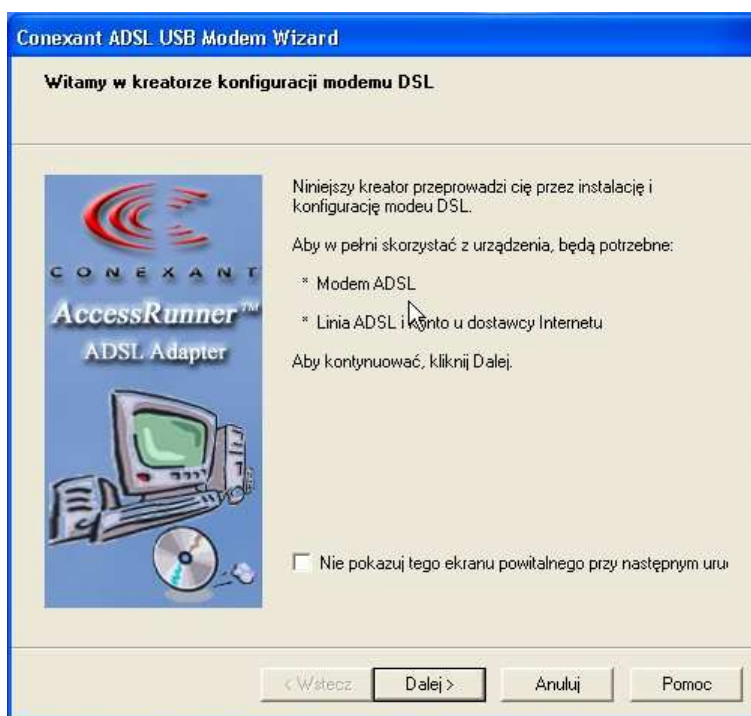 Conexant ADSL USB Modem Wizard
Witamy w kreatorze konfiguracji modemu DSL
CONEXANT
AccessRunner™
ADSL Adapter
Niniejszy kreator przeprowadzi cię przez instalację i
konfigurację modeu DSL.
Aby w pełni skorzystać z urządzenia, będą potrzebne:
* Modem ADSL
* Linia ADSL i konto u dostawcy Internetu
Aby kontynuować, kliknij Dalej.
Nie pokazuj tego ekranu powitalnego przy następnym uru
< Wstecz
Dalej >
Anuluj
Pomoc